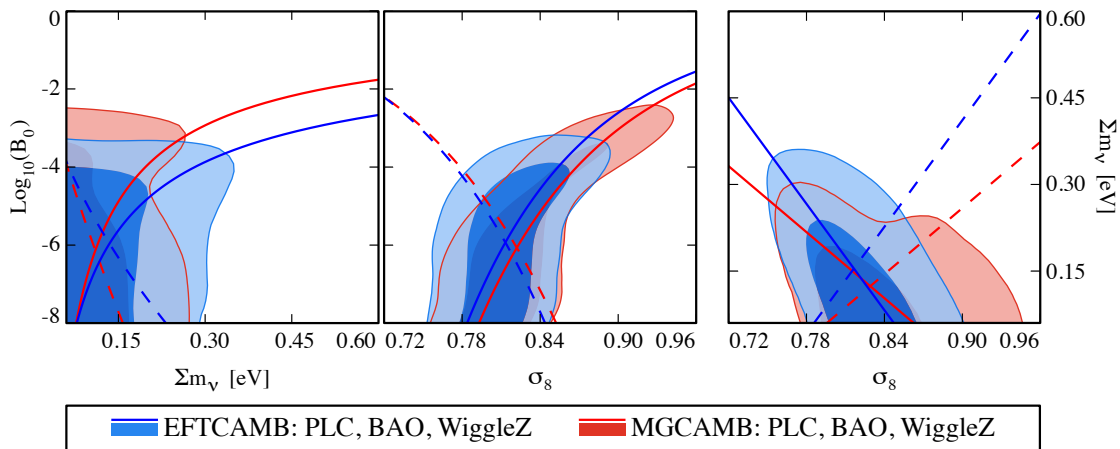 0
-2
-4
-6
-8
Log10(B0)
0.15 0.30 0.45 0.60
Σmν [eV]
0.72 0.78 0.84 0.90 0.96
σ8
0.72 0.78 0.84 0.90 0.96
σ8
0.60
0.45
0.30
0.15
Σmν [eV]
EFTCAMB: PLC, BAO, WiggleZ MGCAMB: PLC, BAO, WiggleZ